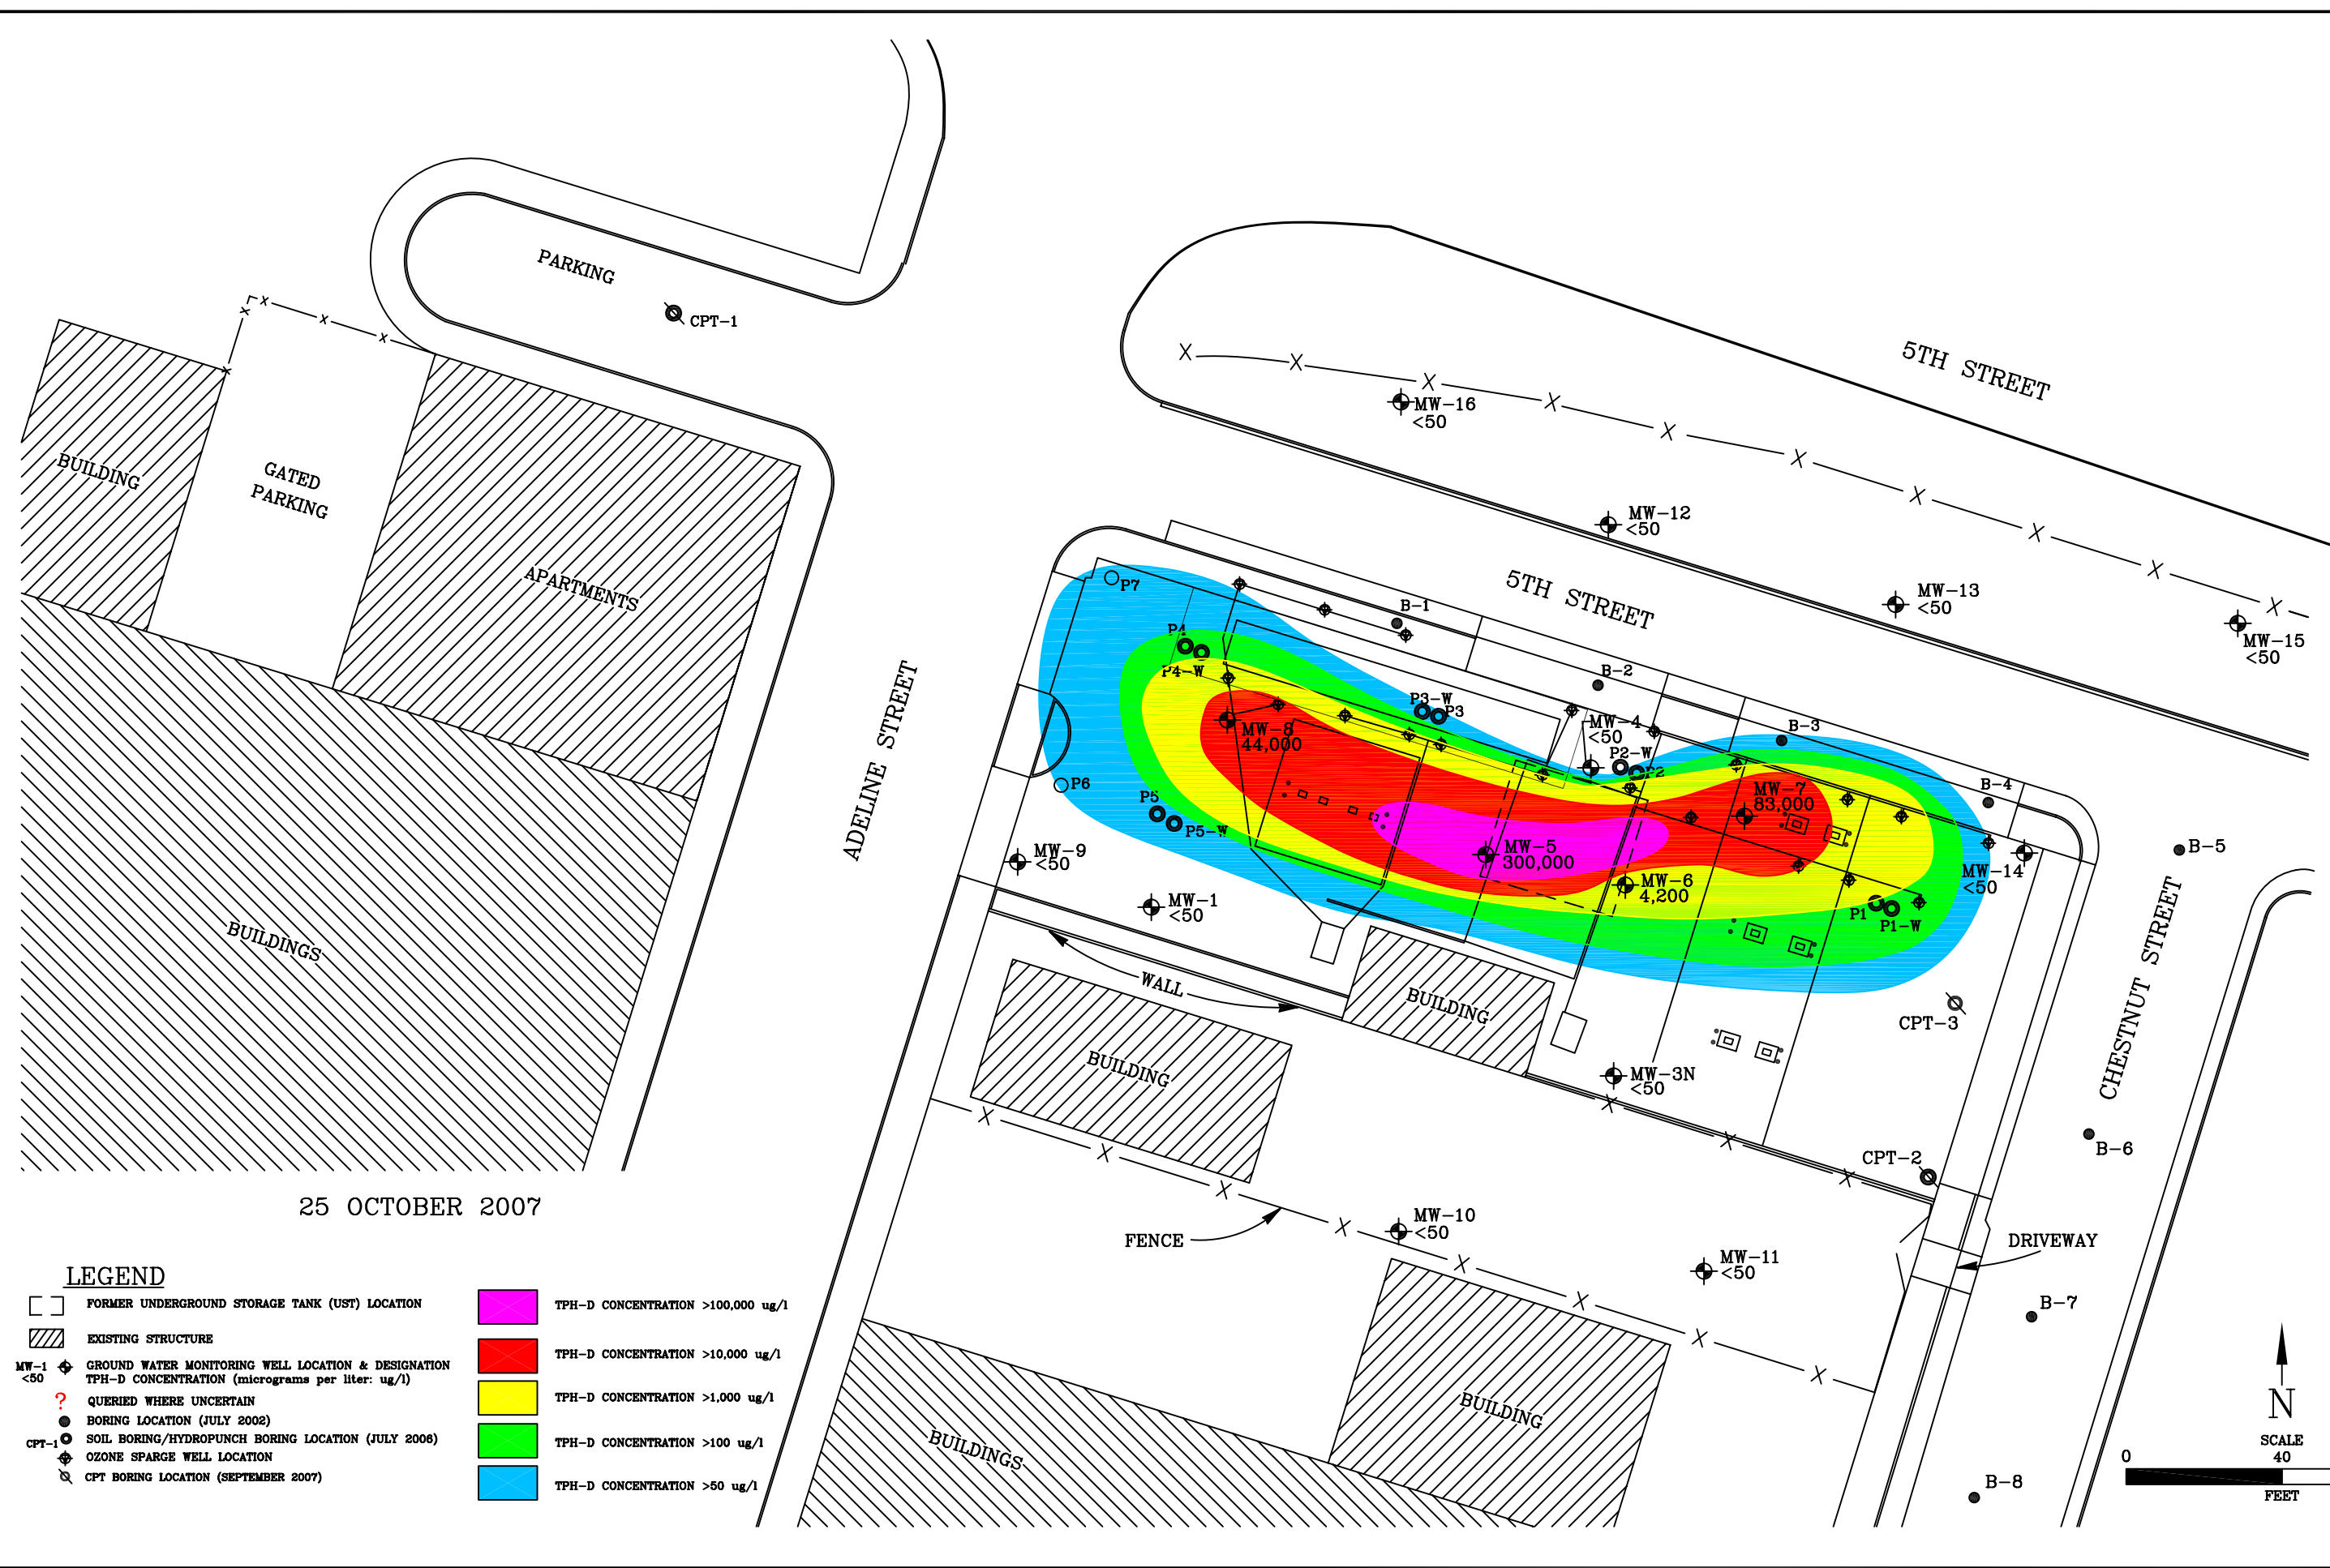 PARKING
CPT-1
5TH STREET
MW-16
<50
BUILDING
GATED
PARKING
APARTMENTS
MW-12
<50
MW-13
<50
MW-15
<50
5TH STREET
P7
B-1
P4
P4-W
B-2
P3-W
P3
MW-4
<50
P2-W
P2
B-3
MW-8
44,000
MW-7
83,000
B-4
P6
P5
P5-W
MW-5
300,000
MW-6
4,200
MW-14
<50
B-5
P1
P1-W
ADELINE STREET
MW-9
<50
MW-1
<50
BUILDINGS
WALL
BUILDING
BUILDING
CPT-3
CHESTNUT STREET
MW-3N
<50
B-6
CPT-2
MW-10
<50
FENCE
MW-11
<50
DRIVEWAY
B-7
BUILDING
BUILDINGS
B-8
N
SCALE
0 40
FEET
25 OCTOBER 2007
LEGEND
FORMER UNDERGROUND STORAGE TANK (UST) LOCATION
EXISTING STRUCTURE
MW-1
<50
GROUND WATER MONITORING WELL LOCATION & DESIGNATION
TPH-D CONCENTRATION (micrograms per liter: ug/l)
? QUERIED WHERE UNCERTAIN
BORING LOCATION (JULY 2002)
CPT-1 SOIL BORING/HYDROPUNCH BORING LOCATION (JULY 2006)
OZONE SPARGE WELL LOCATION
CPT BORING LOCATION (SEPTEMBER 2007)
TPH-D CONCENTRATION >100,000 ug/l
TPH-D CONCENTRATION >10,000 ug/l
TPH-D CONCENTRATION >1,000 ug/l
TPH-D CONCENTRATION >100 ug/l
TPH-D CONCENTRATION >50 ug/l